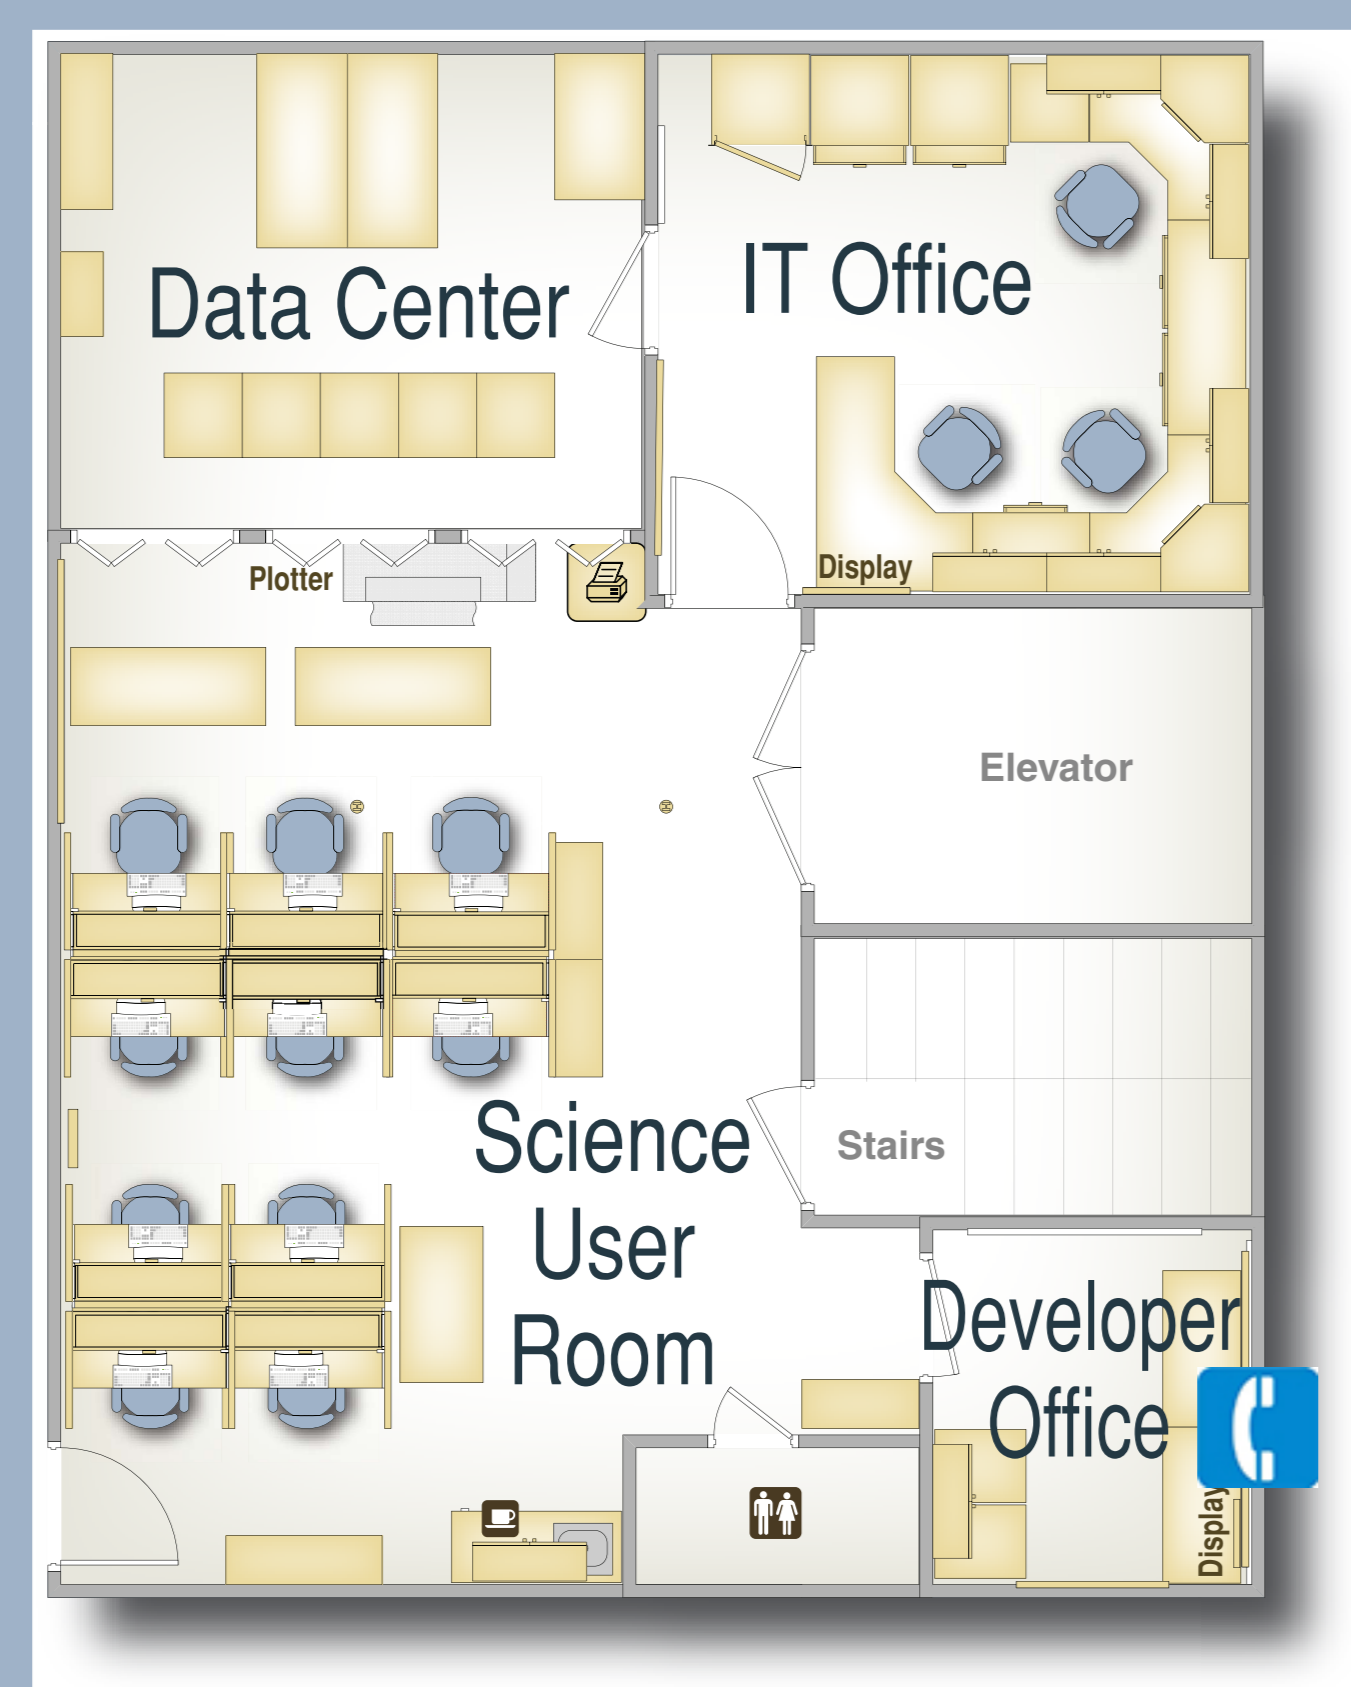 Data Center
IT Office
Plotter
Display
Elevator
Science
User
Room
Stairs
Developer
Office
Display